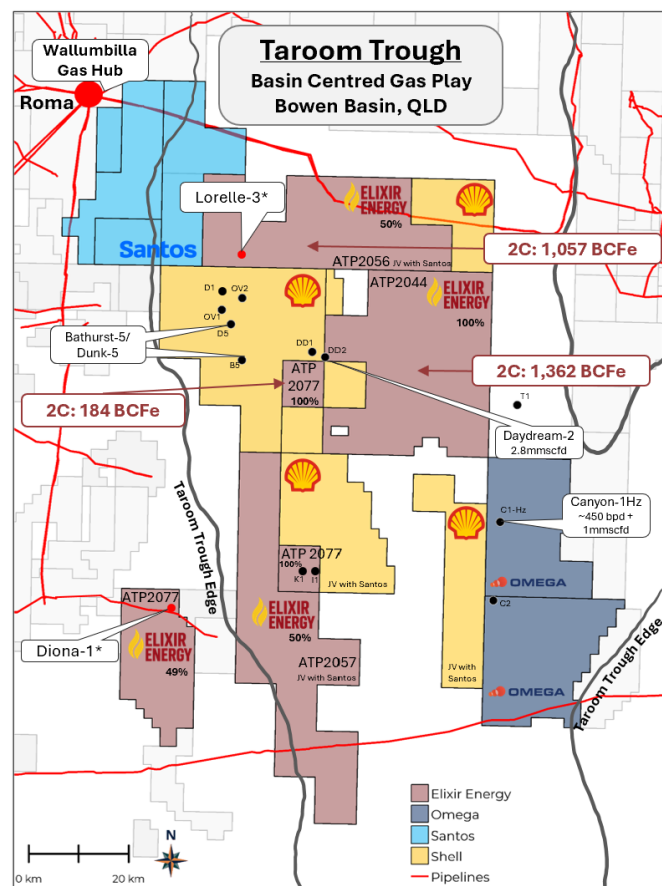 Taroom Trough
Basin Centred Gas Play
Bowen Basin, QLD
Wallumbilla
Gas Hub
Roma
Santos
Lorelle-3*
ELIXIR
ENERGY
50%
ATP2056 JV with Santos
2C: 1,057 BCFe
ATP2044
ELIXIR
ENERGY
100%
D1
OV2
OV1
D5
B5
Bathurst-5/
Dunk-5
DD1
DD2
ATP
2077
100%
2C: 1,362 BCFe
2C: 184 BCFe
T1
Daydream-2
2.8mmscfd
Taroom Trough Edge
C1-Hz
Canyon-1Hz
~450 bpd +
1mmscfd
ATP 2077
100%
K1
I1
JV with Santos
OMEGA
C2
ATP2077
Diona-1*
ELIXIR
ENERGY
49%
ELIXIR
ENERGY
50%
ATP2057
JV with Santos
JV with
Santos
OMEGA
Taroom Trough Edge
Elixir Energy
Omega
Santos
Shell
Pipelines
N
0 km
20 km